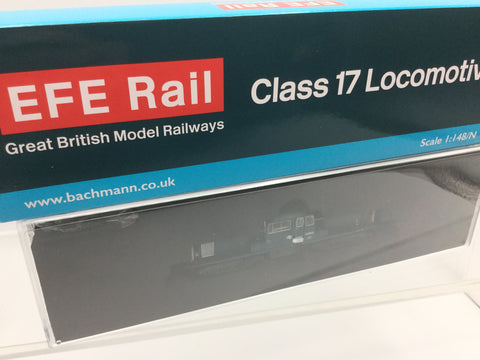 EFE Rail
Great British Model Railways
Class 17 Locomotiv
Scale 1:148/N
www.bachmann.co.uk